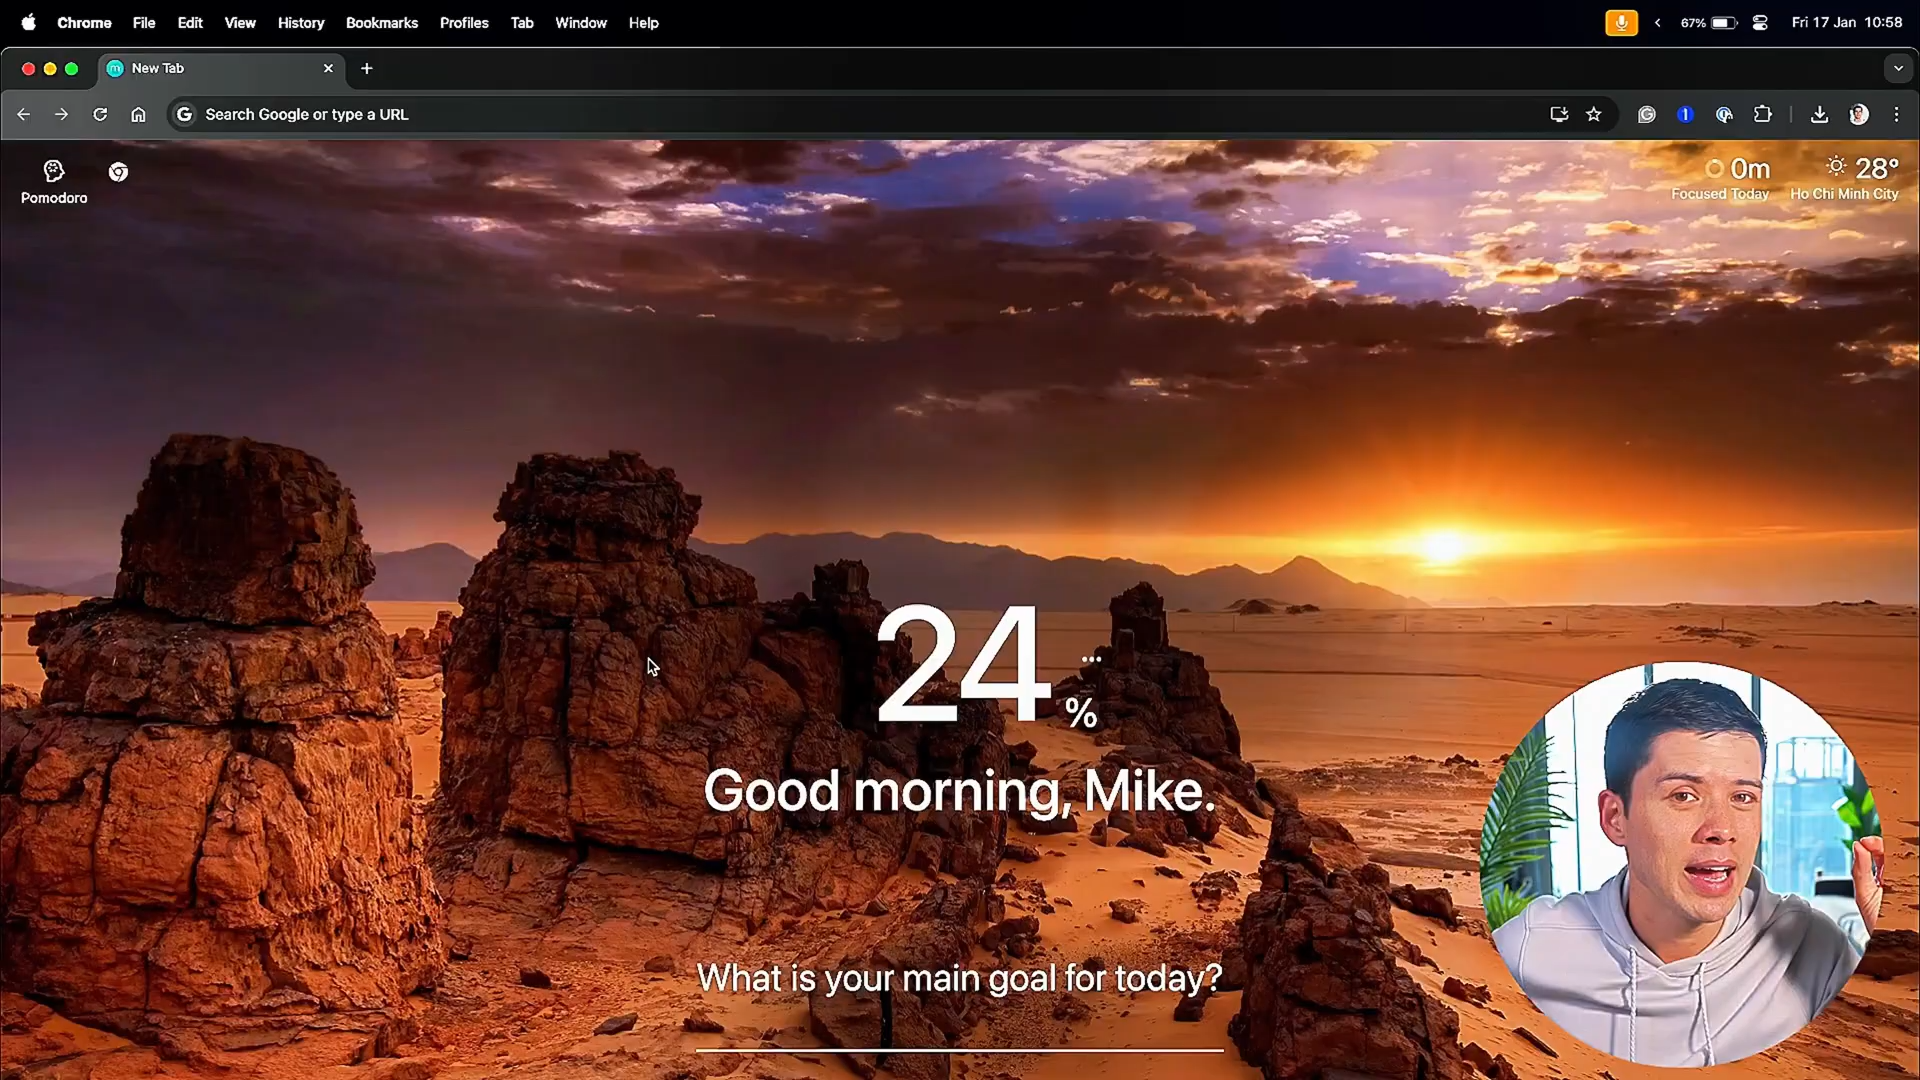 Chrome File Edit View History Bookmarks Profiles Tab Window Help
67% Fri 17 Jan 10:58
New Tab
Search Google or type a URL
Pomodoro
0m
Focused Today
28°
Ho Chi Minh City
24 %
Good morning, Mike.
What is your main goal for today?